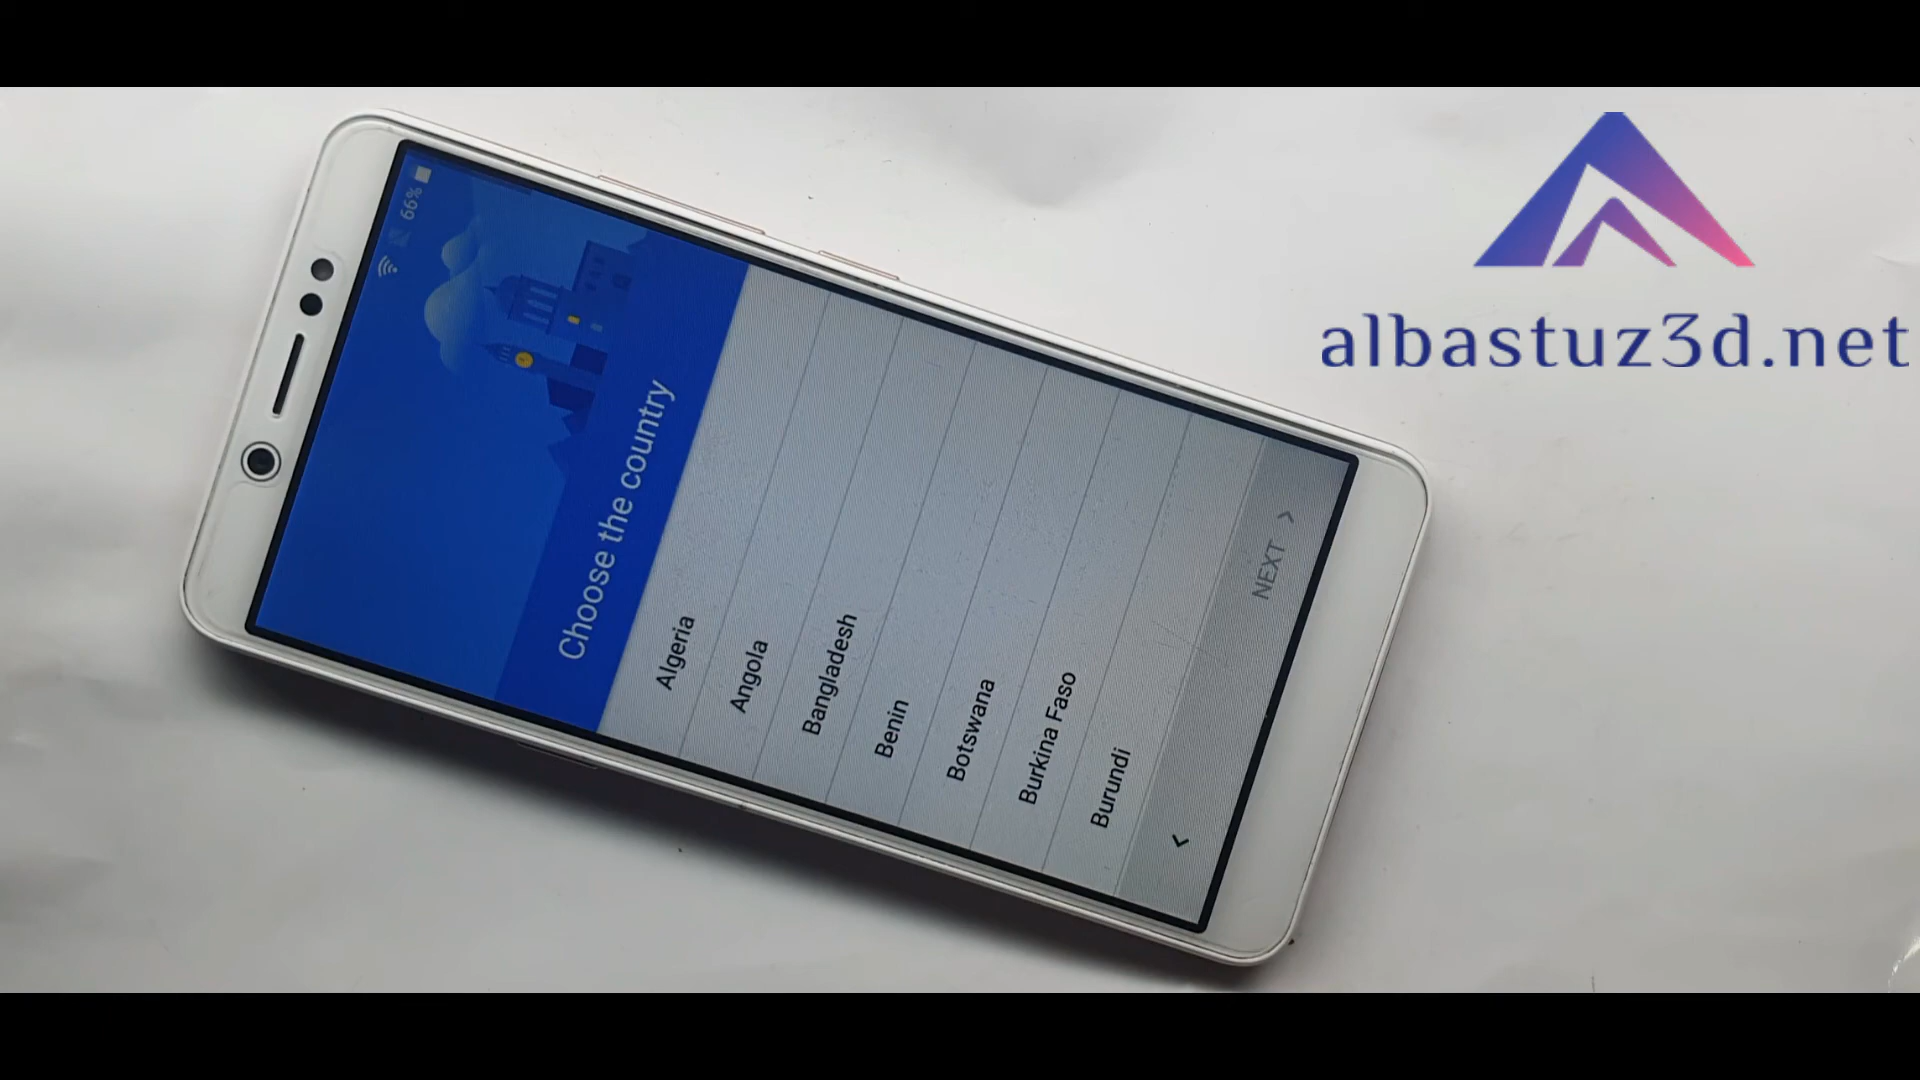 66%
Choose the country
Algeria
Angola
Bangladesh
Benin
Botswana
Burkina Faso
Burundi
NEXT
albastuz3d.net